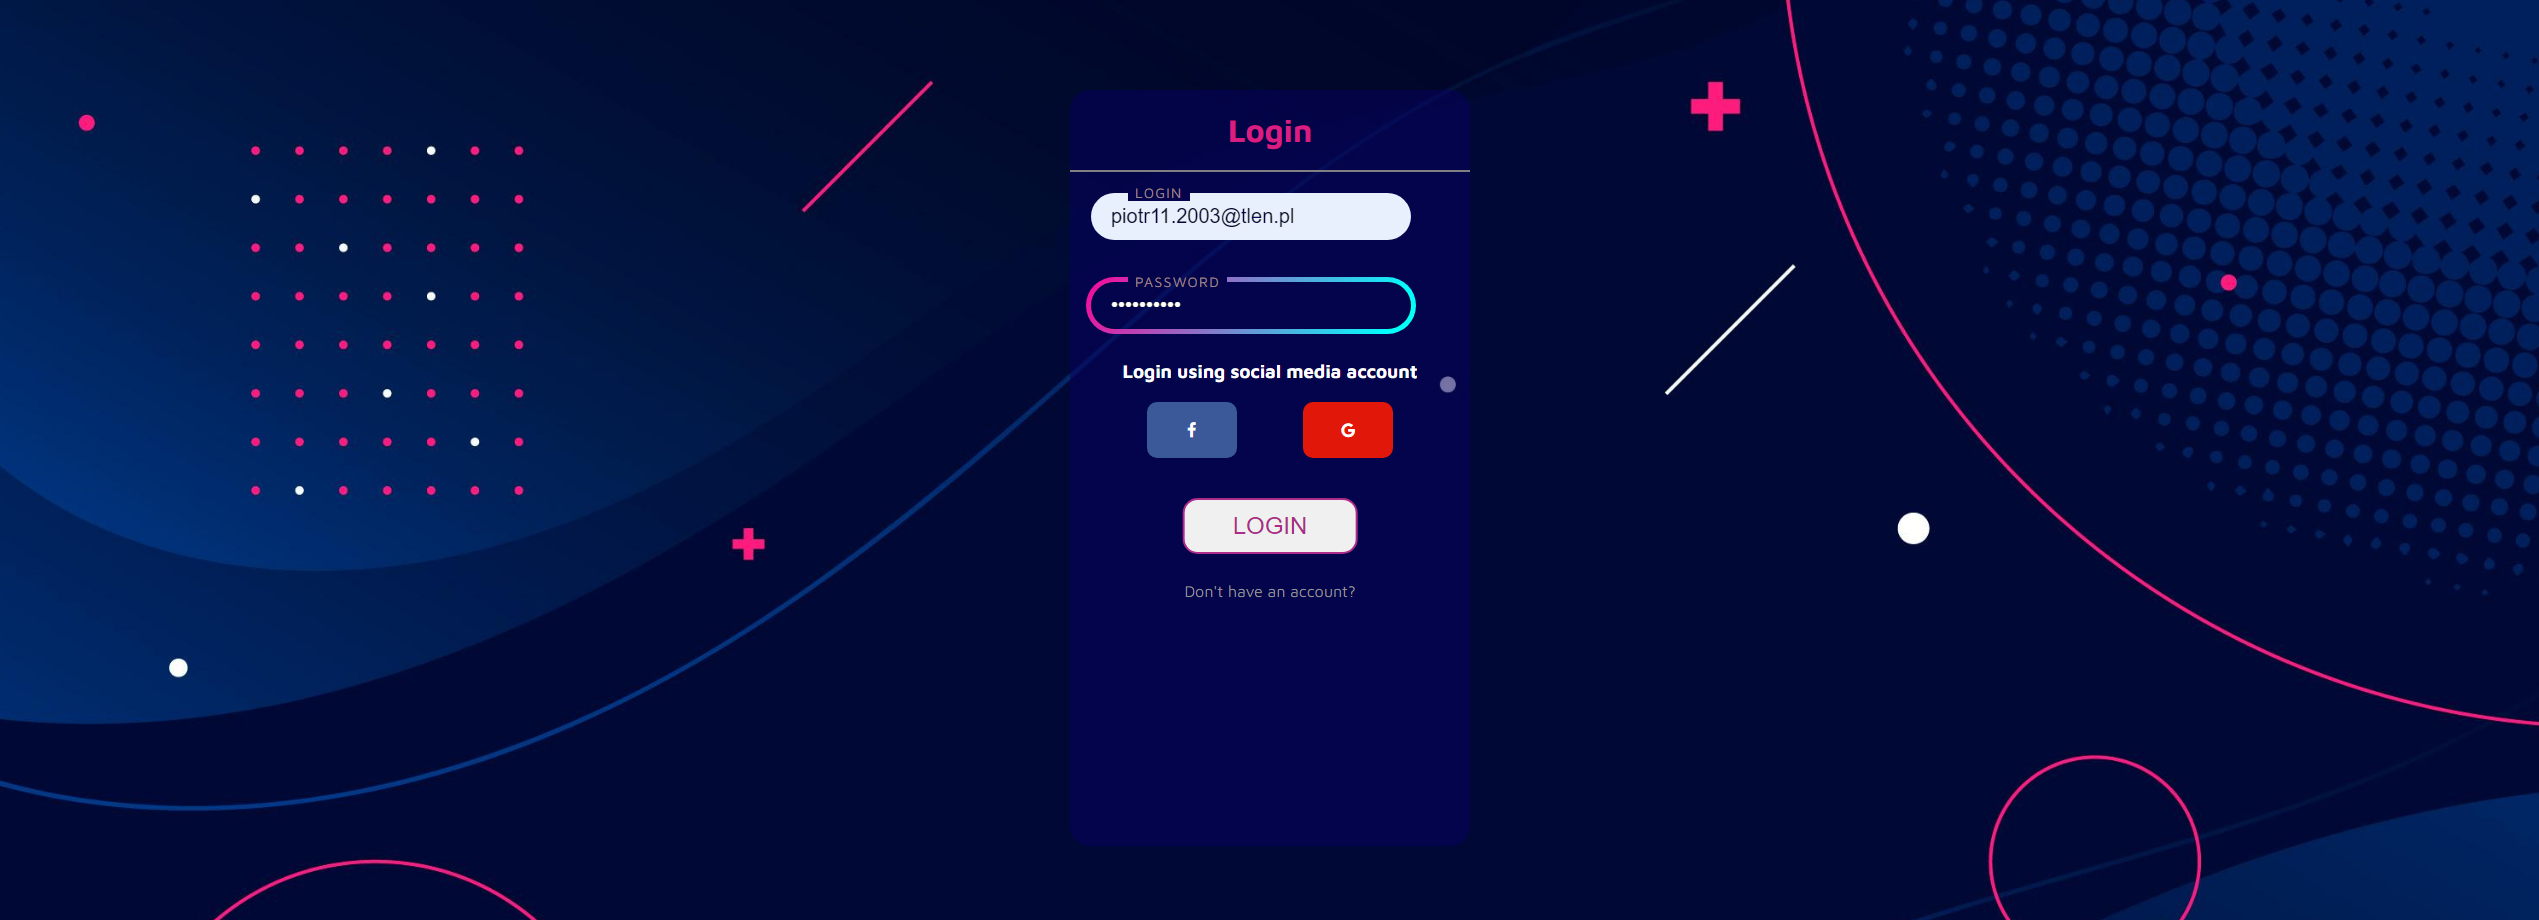 Login
LOGIN
piotr11.2003@tlen.pl
PASSWORD
••••••••••
Login using social media account
f
G
LOGIN
Don't have an account?